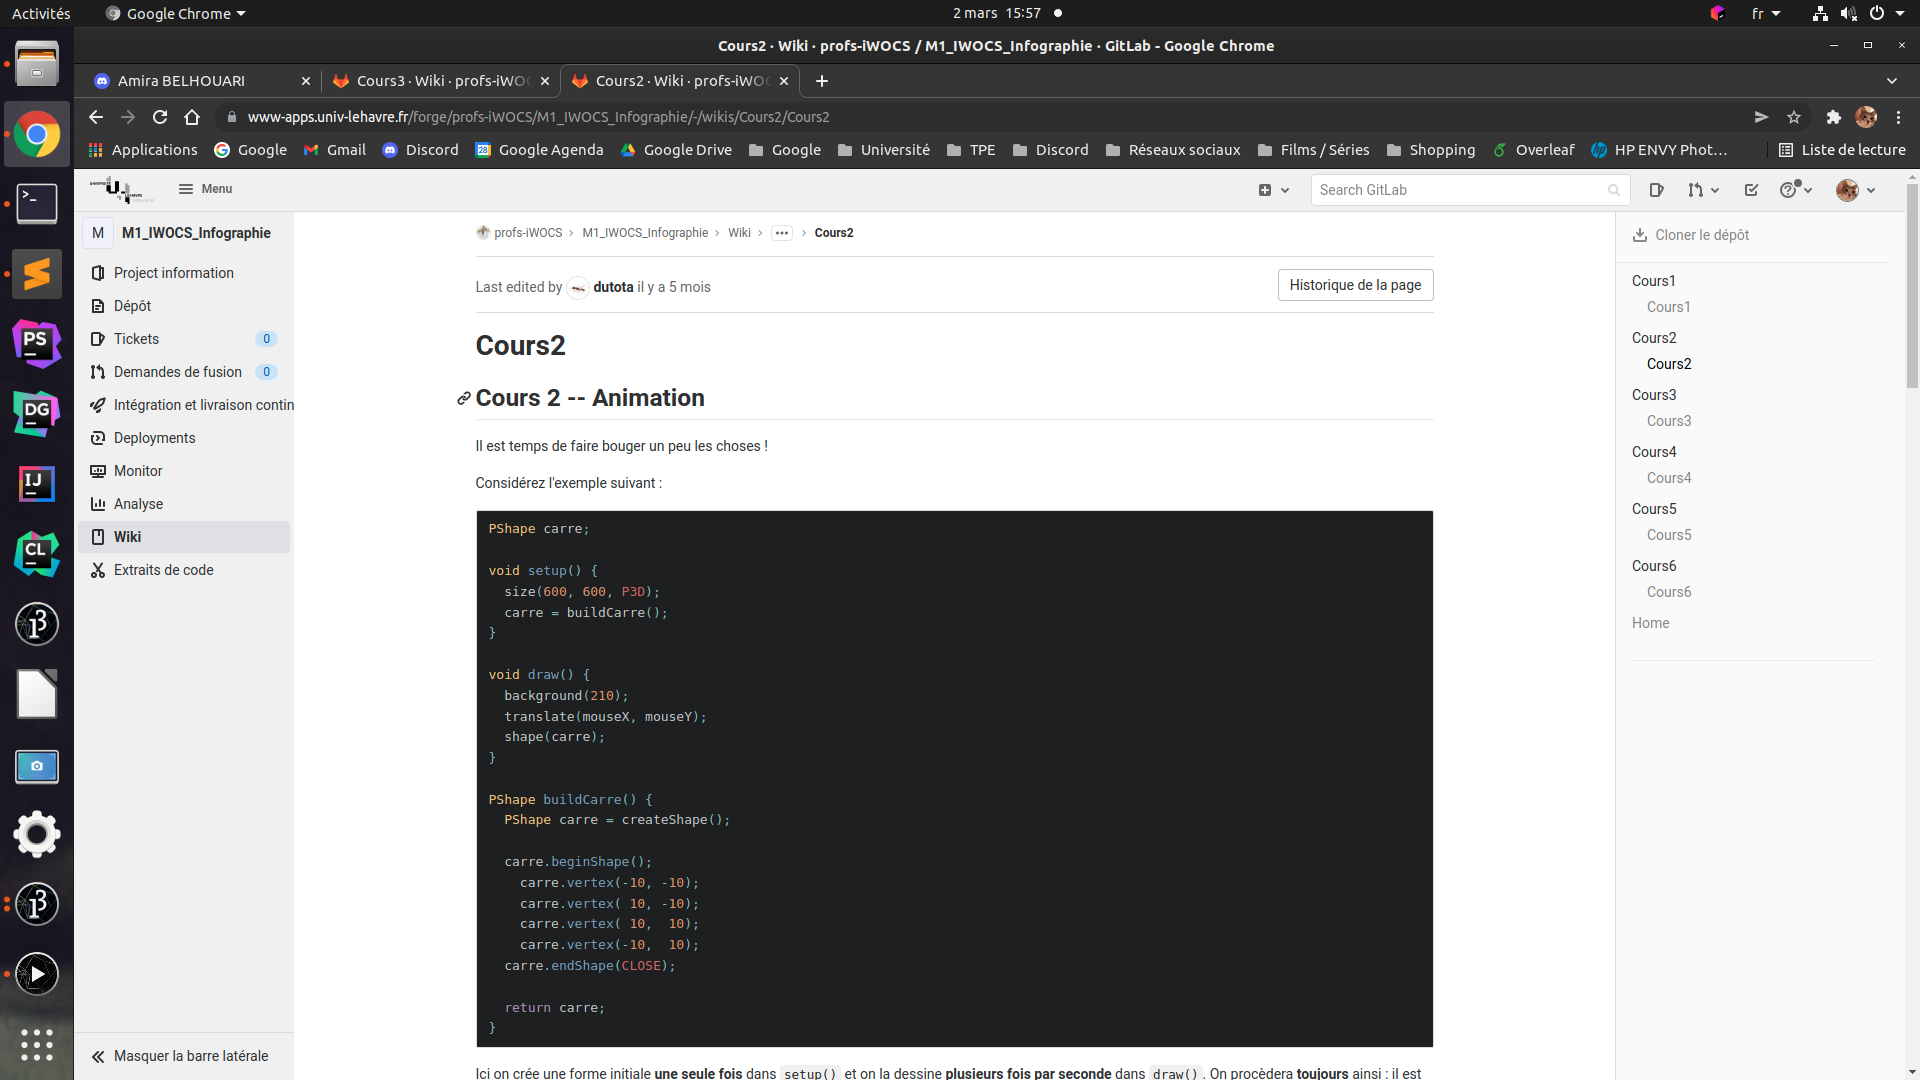 Activités
Google Chrome
2 mars 15:57
fr
Cours2 · Wiki · profs-iWOCS / M1_IWOCS_Infographie · GitLab - Google Chrome
Amira BELHOUARI
Cours3 · Wiki · profs-iWOC
Cours2 · Wiki · profs-iWOC
www-apps.univ-lehavre.fr/forge/profs-iWOCS/M1_IWOCS_Infographie/-/wikis/Cours2/Cours2
Applications
Google
Gmail
Discord
28
Google Agenda
Google Drive
Google
Université
TPE
Discord
Réseaux sociaux
Films / Séries
Shopping
Overleaf
hp
HP ENVY Phot…
Liste de lecture
Menu
Search GitLab
M
M1_IWOCS_Infographie
Project information
Dépôt
Tickets 0
Demandes de fusion 0
Intégration et livraison contin
Deployments
Monitor
Analyse
Wiki
Extraits de code
Masquer la barre latérale
PS
DG
IJ
CL
profs-iWOCS › M1_IWOCS_Infographie › Wiki › ••• › Cours2
Last edited by dutota il y a 5 mois
Historique de la page
Cours2
Cours 2 -- Animation
Il est temps de faire bouger un peu les choses !
Considérez l'exemple suivant :
PShape carre;
void setup() {
size(600, 600, P3D);
carre = buildCarre();
}
void draw() {
background(210);
translate(mouseX, mouseY);
shape(carre);
}
PShape buildCarre() {
PShape carre = createShape();
carre.beginShape();
carre.vertex(-10, -10);
carre.vertex( 10, -10);
carre.vertex( 10,  10);
carre.vertex(-10,  10);
carre.endShape(CLOSE);
return carre;
}
Ici on crée une forme initiale une seule fois dans setup() et on la dessine plusieurs fois par seconde dans draw(). On procèdera toujours ainsi : il est
Cloner le dépôt
Cours1
Cours1
Cours2
Cours2
Cours3
Cours3
Cours4
Cours4
Cours5
Cours5
Cours6
Cours6
Home